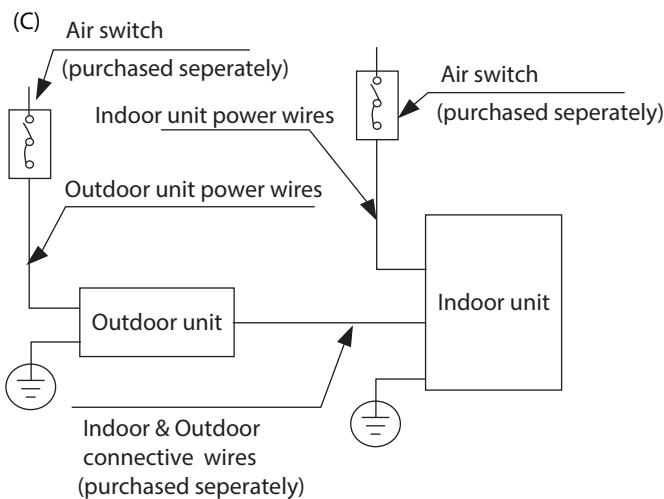 (C)
Air switch
(purchased seperately)
Air switch
(purchased seperately)
Indoor unit power wires
Outdoor unit power wires
Outdoor unit
Indoor unit
Indoor & Outdoor
connective wires
(purchased seperately)